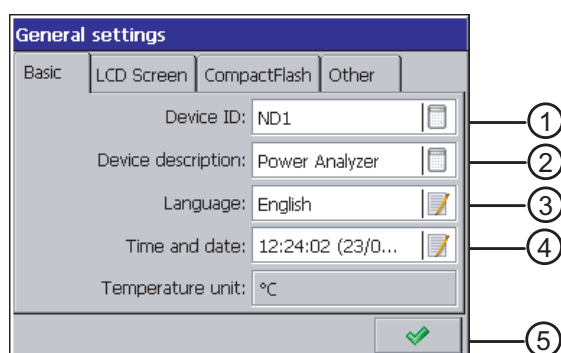 General settings
Basic LCD Screen CompactFlash Other
Device ID: ND1 1
Device description: Power Analyzer 2
Language: English 3
Time and date: 12:24:02 (23/0... 4
Temperature unit: °C
5